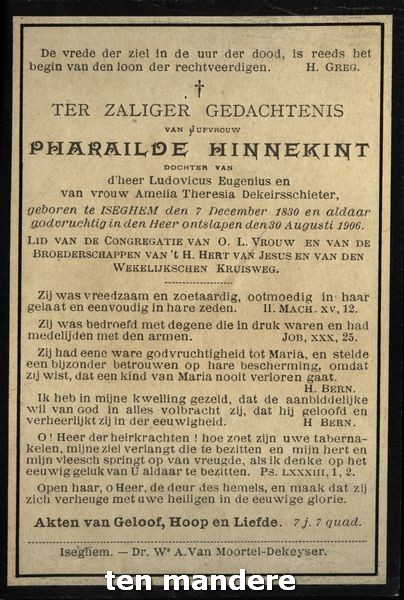 De vrede der ziel in de uur der dood, is reeds het
begin van den loon der rechtveerdigen. H. GREG.
†
TER ZALIGER GEDACHTENIS
VAN JUFVROUW
PHARAILDE HINNEKINT
DOCHTER VAN
d'heer Ludovicus Eugenius en
van vrouw Amelia Theresia Dekeirsschieter,
geboren te ISEGHEM den 7 December 1830 en aldaar
godvruchtig in den Heer ontslapen den 30 Augusti 1906.
LID VAN DE CONGREGATIE VAN O. L. VROUW EN VAN DE
BROEDERSCHAPPEN VAN 'T H. HERT VAN JESUS EN VAN DEN
WEKELIJKSCHEN KRUISWEG.
Zij was vreedzaam en zoetaardig, ootmoedig in haar
gelaat en eenvoudig in hare zeden. II. MACH. XV, 12.
Zij was bedroefd met degene die in druk waren en had
medelijden met den armen. JOB, XXX, 25.
Zij had eene ware godvruchtigheid tot Maria, en stelde
een bijzonder betrouwen op hare bescherming, omdat
zij wist, dat een kind van Maria nooit verloren gaat.
H. BERN.
Ik heb in mijne kwelling gezeid, dat de aanbiddelijke
wil van GOD in alles volbracht zij, dat hij geloofd en
verheerlijkt zij in der eeuwigheid. H BERN.
O! Heer der heirkrachten! hoe zoet zijn uwe taberna-
kelen, mijne ziel verlangt die te bezitten en mijn hert en
mijn vleesch springt op van vreugde, als ik denke op het
eeuwig geluk van U aldaar te bezitten. Ps. LXXXIII, 1, 2.
Open haar, o Heer, de deur des hemels, en maak dat zij
zich verheuge met uwe heiligen in de eeuwige glorie.
Akten van Geloof, Hoop en Liefde. 7 j. 7 quad.
Iseghem. — Dr. We A. Van Moortel-Dekeyser.
ten mandere